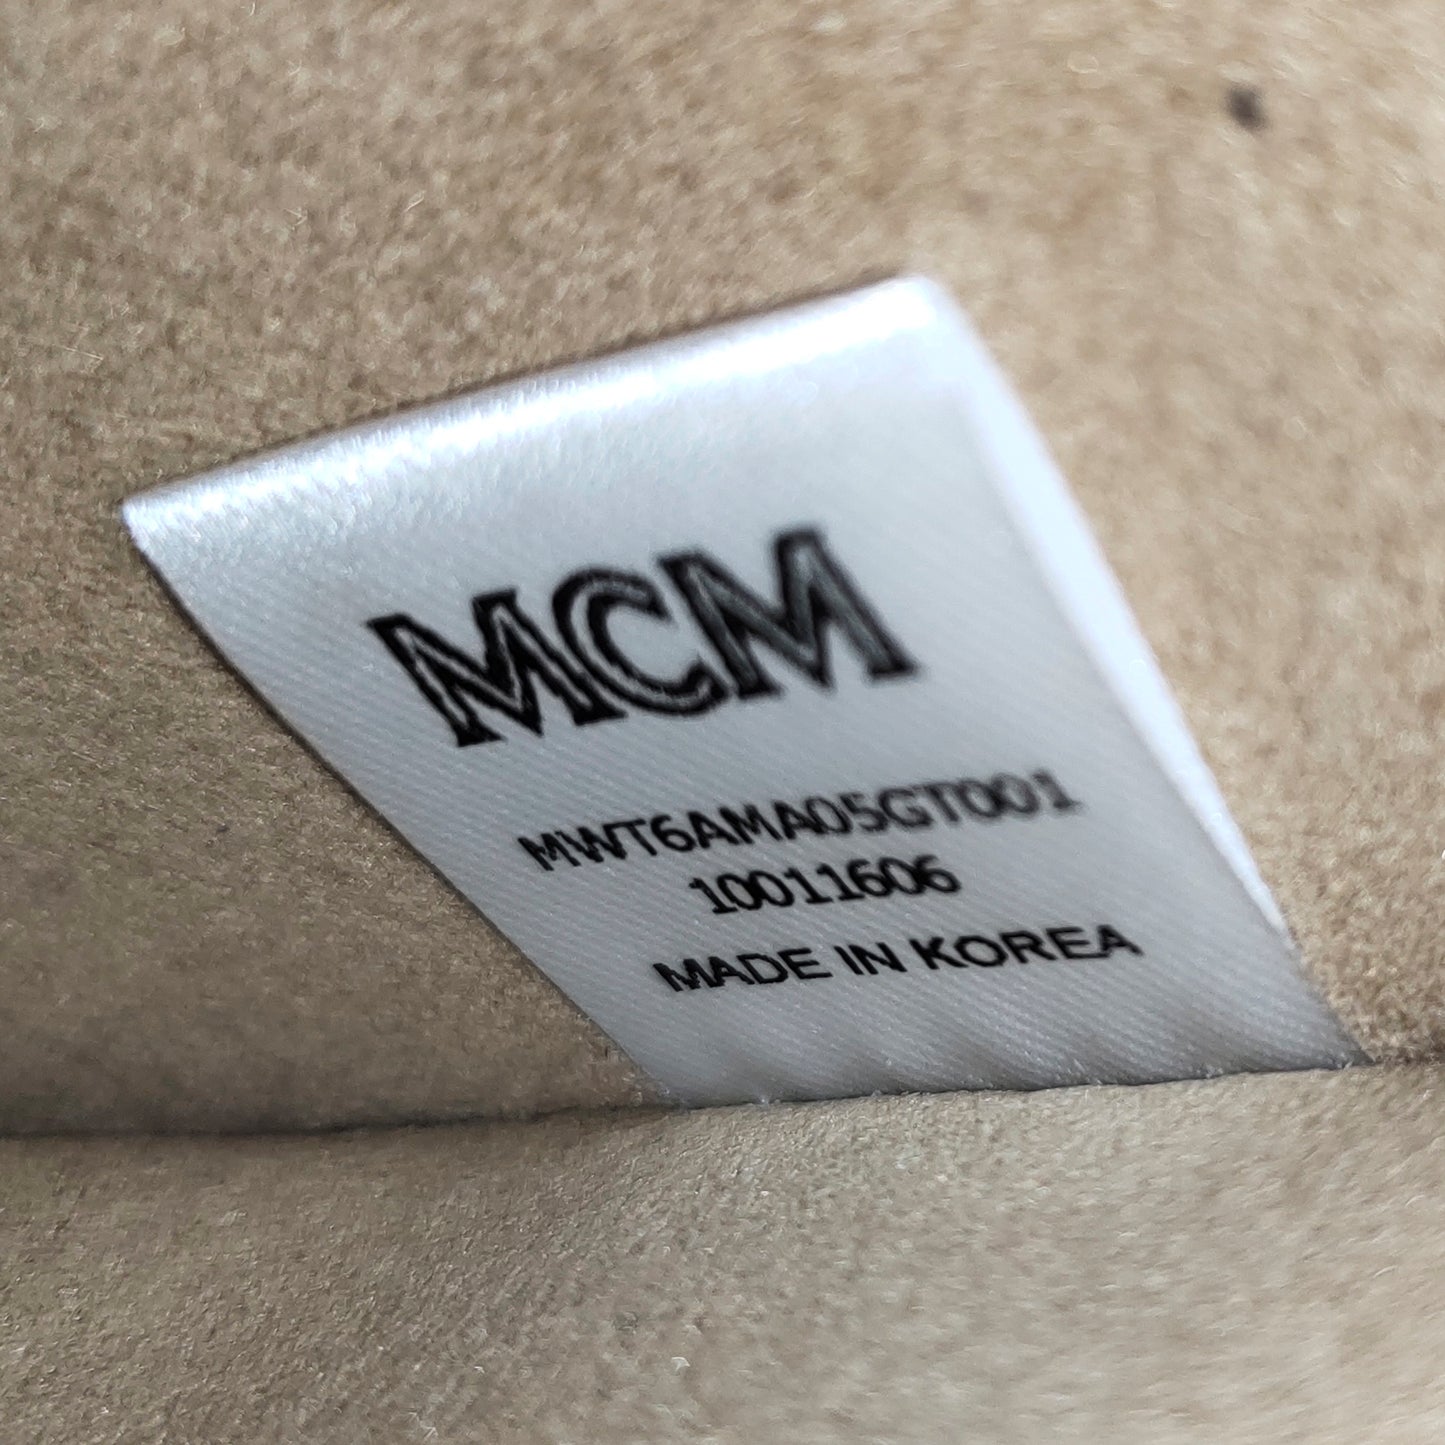 MCM
MWT6AMA05GT001
10011606
MADE IN KOREA